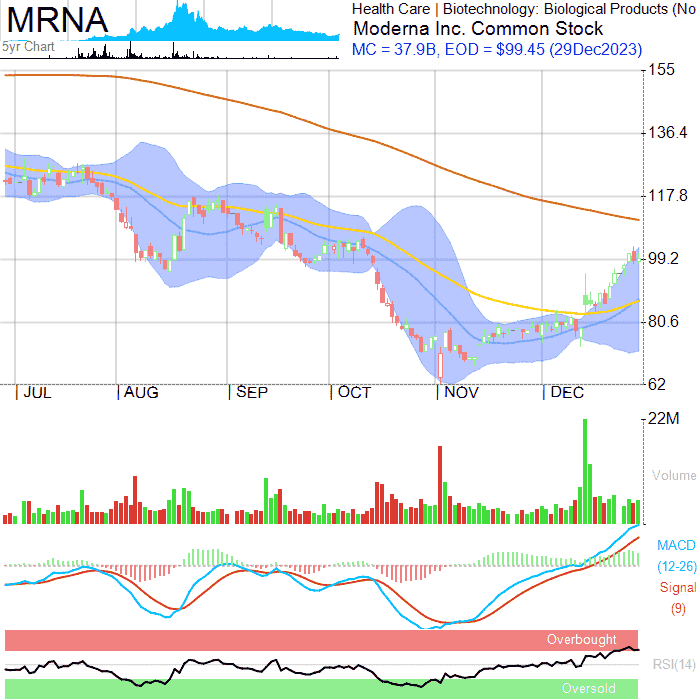 MRNA
5yr Chart
Health Care | Biotechnology: Biological Products (No
Moderna Inc. Common Stock
MC = 37.9B, EOD = $99.45 (29Dec2023)
155
136.4
117.8
99.2
80.6
62
JUL AUG SEP OCT NOV DEC
22M
Volume
MACD
(12-26)
Signal
(9)
Overbought
RSI(14)
Oversold